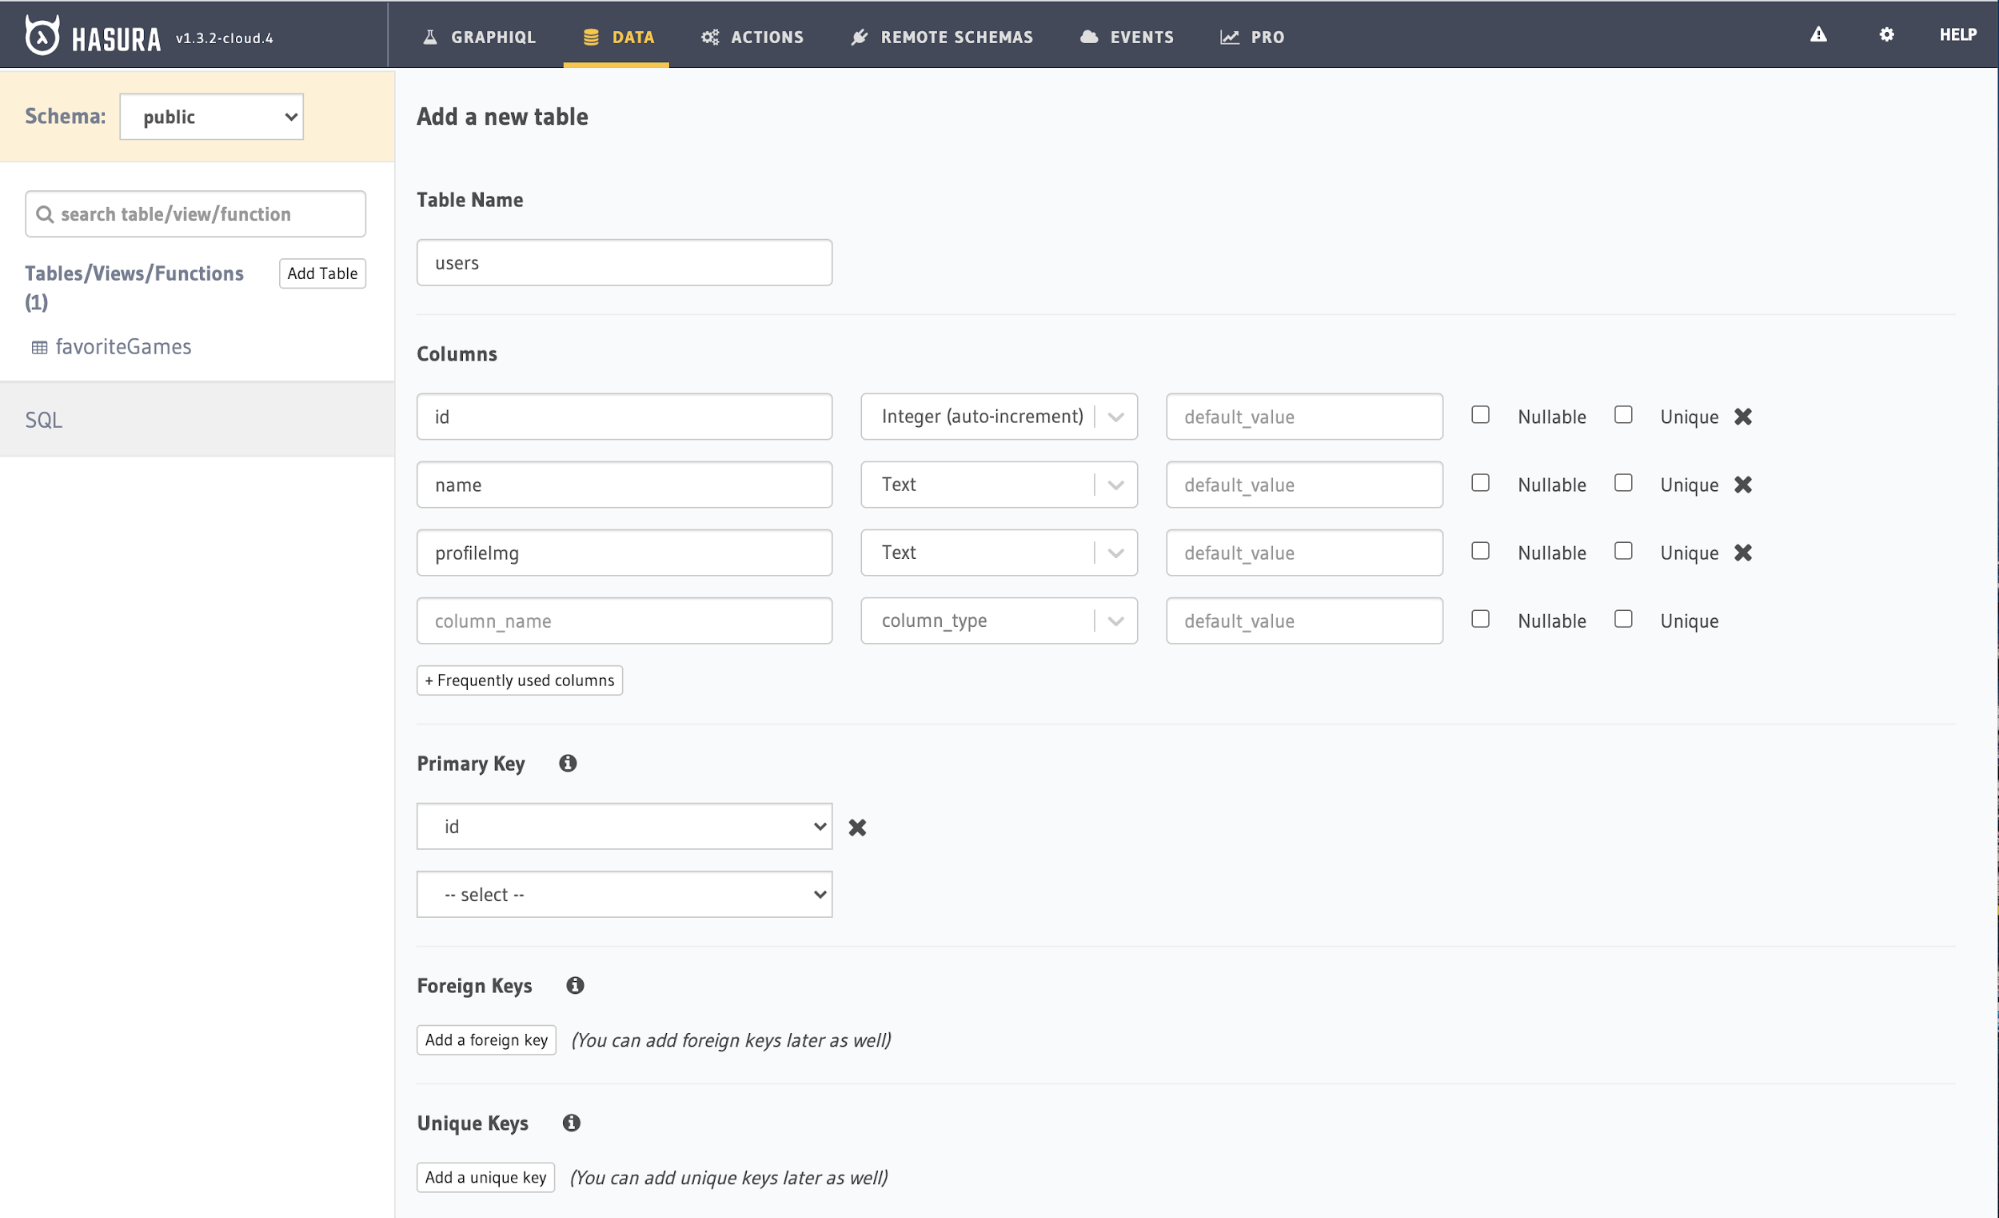 HASURA v1.3.2-cloud.4 GRAPHIQL DATA ACTIONS REMOTE SCHEMAS EVENTS PRO HELP
Schema: public
search table/view/function
Tables/Views/Functions (1) Add Table
favoriteGames
SQL
Add a new table
Table Name
users
Columns
id Integer (auto-increment) default_value Nullable Unique
name Text default_value Nullable Unique
profileImg Text default_value Nullable Unique
column_name column_type default_value Nullable Unique
+ Frequently used columns
Primary Key
id
-- select --
Foreign Keys
Add a foreign key (You can add foreign keys later as well)
Unique Keys
Add a unique key (You can add unique keys later as well)